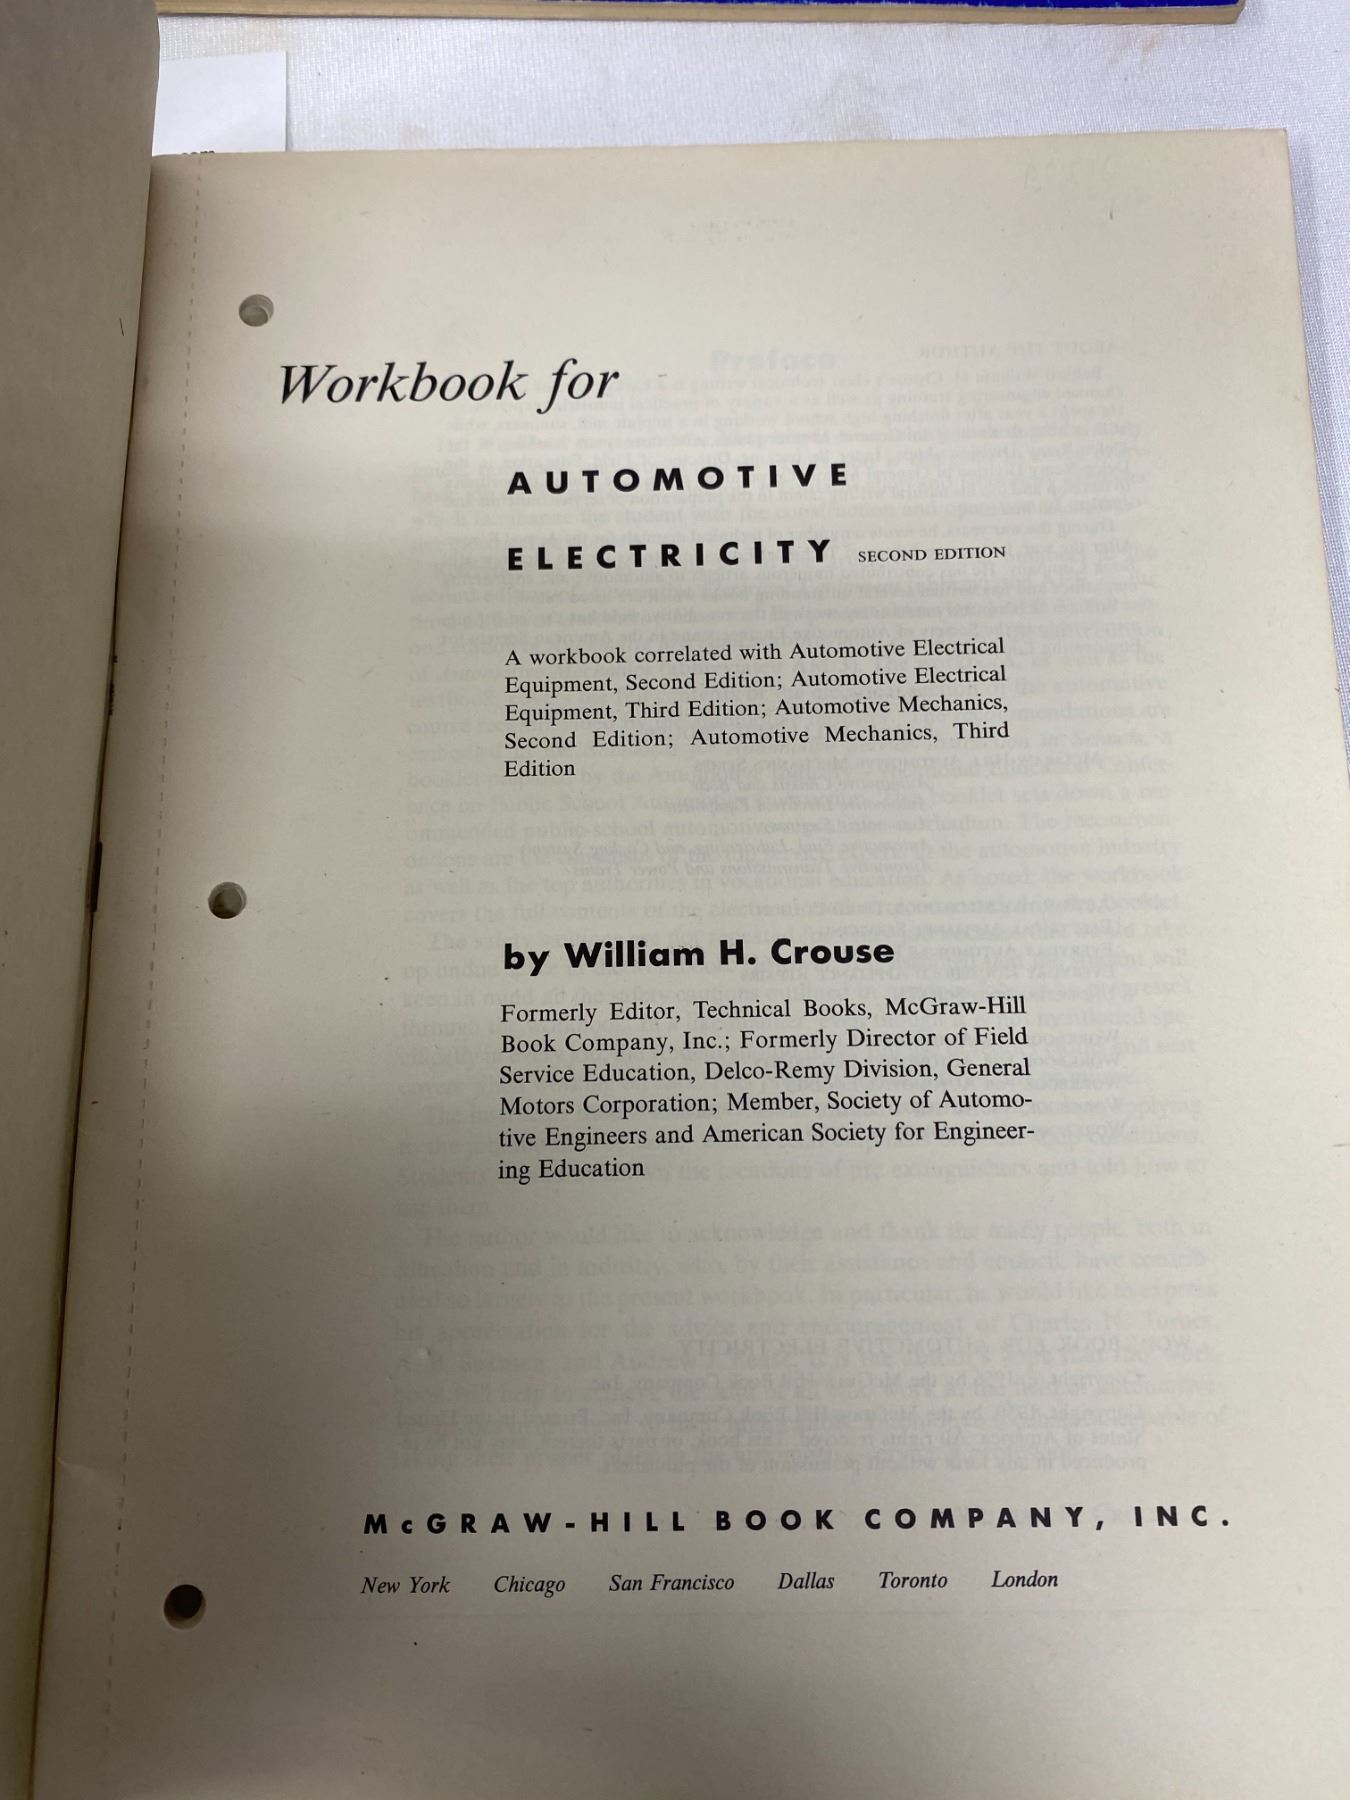 Workbook for
AUTOMOTIVE
ELECTRICITY SECOND EDITION
A workbook correlated with Automotive Electrical
Equipment, Second Edition; Automotive Electrical
Equipment, Third Edition; Automotive Mechanics,
Second Edition; Automotive Mechanics, Third
Edition
by William H. Crouse
Formerly Editor, Technical Books, McGraw-Hill
Book Company, Inc.; Formerly Director of Field
Service Education, Delco-Remy Division, General
Motors Corporation; Member, Society of Automo-
tive Engineers and American Society for Engineer-
ing Education
McGRAW-HILL BOOK COMPANY, INC.
New York Chicago San Francisco Dallas Toronto London